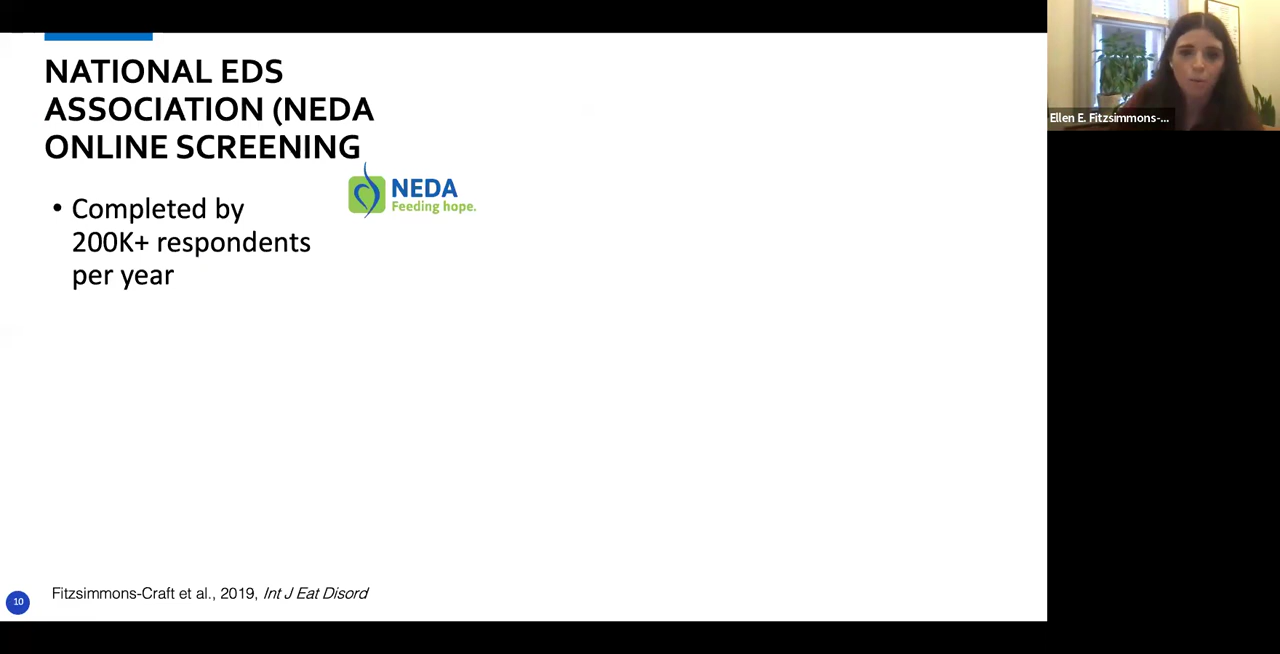 NATIONAL EDS
ASSOCIATION (NEDA
ONLINE SCREENING
NEDA
Feeding hope.
• Completed by
200K+ respondents
per year
Fitzsimmons-Craft et al., 2019, Int J Eat Disord
10
Ellen E. Fitzsimmons-...